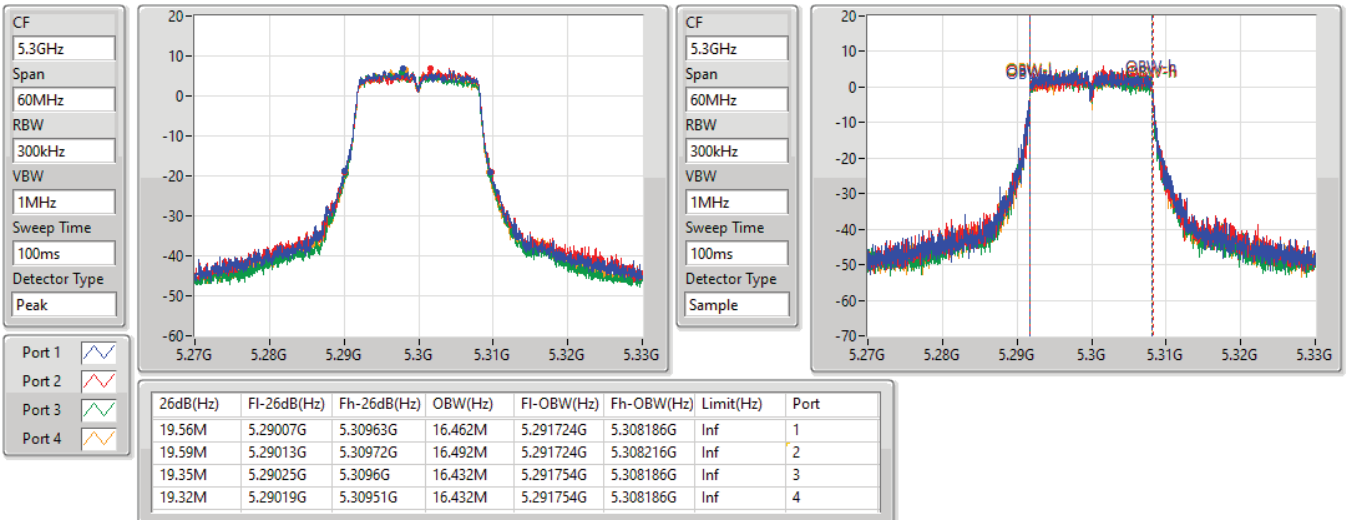 CF
5.3GHz
Span
60MHz
RBW
300kHz
VBW
1MHz
Sweep Time
100ms
Detector Type
Peak
20
10
0
-10
-20
-30
-40
-50
-60
5.27G 5.28G 5.29G 5.3G 5.31G 5.32G 5.33G
CF
5.3GHz
Span
60MHz
RBW
300kHz
VBW
1MHz
Sweep Time
100ms
Detector Type
Sample
20
10
0
-10
-20
-30
-40
-50
-60
-70
OBW-h
5.27G 5.28G 5.29G 5.3G 5.31G 5.32G 5.33G
Port 1
Port 2
Port 3
Port 4
26dB(Hz) Fl-26dB(Hz) Fh-26dB(Hz) OBW(Hz) Fl-OBW(Hz) Fh-OBW(Hz) Limit(Hz) Port
19.56M 5.29007G 5.30963G 16.462M 5.291724G 5.308186G Inf 1
19.59M 5.29013G 5.30972G 16.492M 5.291724G 5.308216G Inf 2
19.35M 5.29025G 5.3096G 16.432M 5.291754G 5.308186G Inf 3
19.32M 5.29019G 5.30951G 16.432M 5.291754G 5.308186G Inf 4